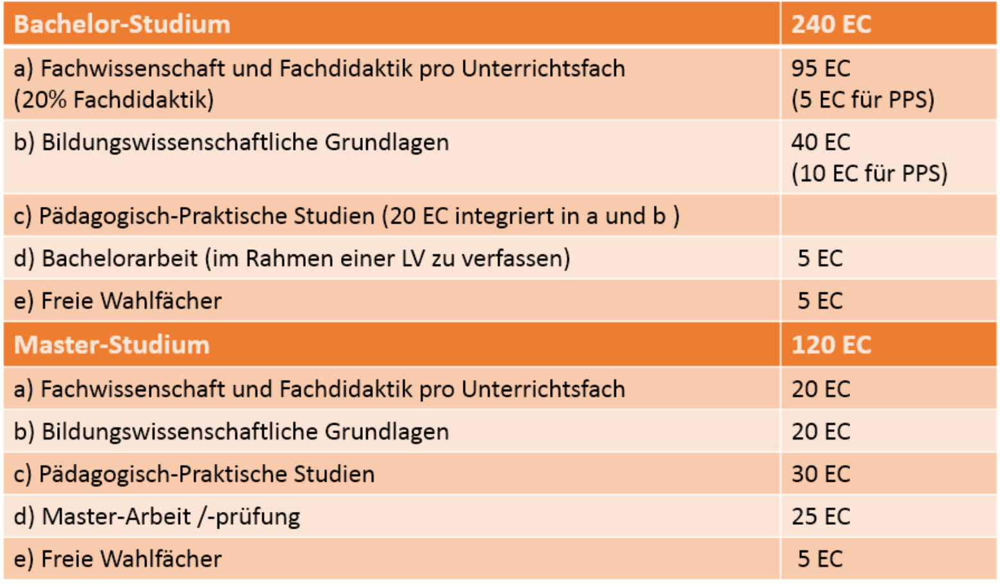 Bachelor-Studium 240 EC
a) Fachwissenschaft und Fachdidaktik pro Unterrichtsfach 95 EC
(20% Fachdidaktik) (5 EC für PPS)
b) Bildungswissenschaftliche Grundlagen 40 EC
(10 EC für PPS)
c) Pädagogisch-Praktische Studien (20 EC integriert in a und b )
d) Bachelorarbeit (im Rahmen einer LV zu verfassen) 5 EC
e) Freie Wahlfächer 5 EC
Master-Studium 120 EC
a) Fachwissenschaft und Fachdidaktik pro Unterrichtsfach 20 EC
b) Bildungswissenschaftliche Grundlagen 20 EC
c) Pädagogisch-Praktische Studien 30 EC
d) Master-Arbeit /-prüfung 25 EC
e) Freie Wahlfächer 5 EC